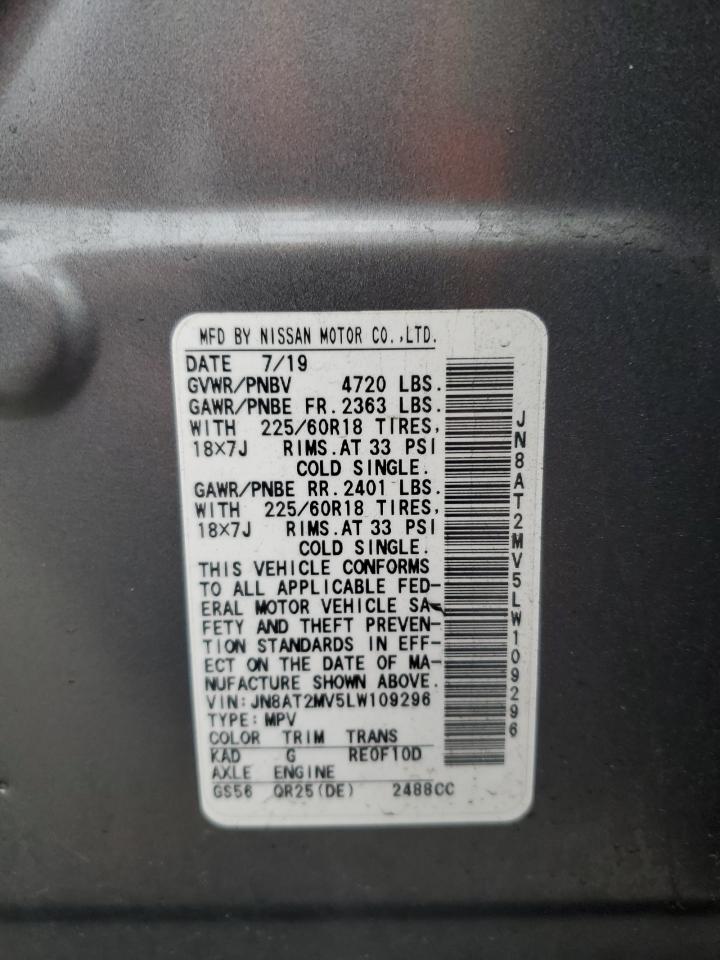 MFD BY NISSAN MOTOR CO.,LTD.
DATE 7/19
GVWR/PNBV 4720 LBS.
GAWR/PNBE FR.2363 LBS.
WITH 225/60R18 TIRES,
18×7J RIMS.AT 33 PSI
COLD SINGLE.
GAWR/PNBE RR.2401 LBS.
WITH 225/60R18 TIRES,
18×7J RIMS.AT 33 PSI
COLD SINGLE.
THIS VEHICLE CONFORMS
TO ALL APPLICABLE FED-
ERAL MOTOR VEHICLE SA-
FETY AND THEFT PREVEN-
TION STANDARDS IN EFF-
ECT ON THE DATE OF MA-
NUFACTURE SHOWN ABOVE.
VIN:JN8AT2MV5LW109296
TYPE:MPV
COLOR TRIM TRANS
KAD G RE0F10D
AXLE ENGINE
GS56 QR25(DE) 2488CC
JN8AT2MV5LW109296